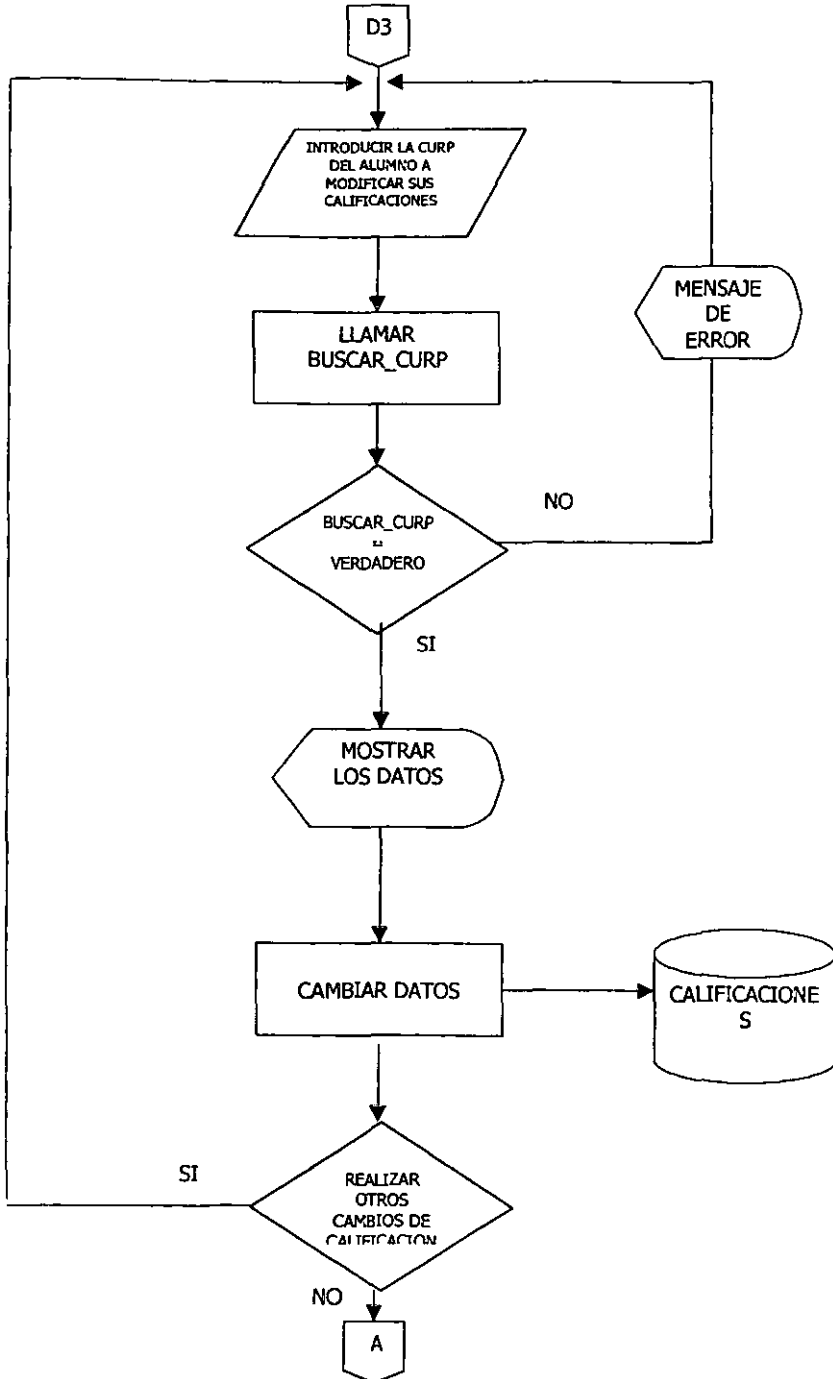 D3
INTRODUCIR LA CURP
DEL ALUMNO A
MODIFICAR SUS
CALIFICACIONES
MENSAJE
DE
ERROR
LLAMAR
BUSCAR_CURP
NO
BUSCAR_CURP
=
VERDADERO
SI
MOSTRAR
LOS DATOS
CAMBIAR DATOS
CALIFICACIONE
S
SI
REALIZAR
OTROS
CAMBIOS DE
CALIFICACION
NO
A